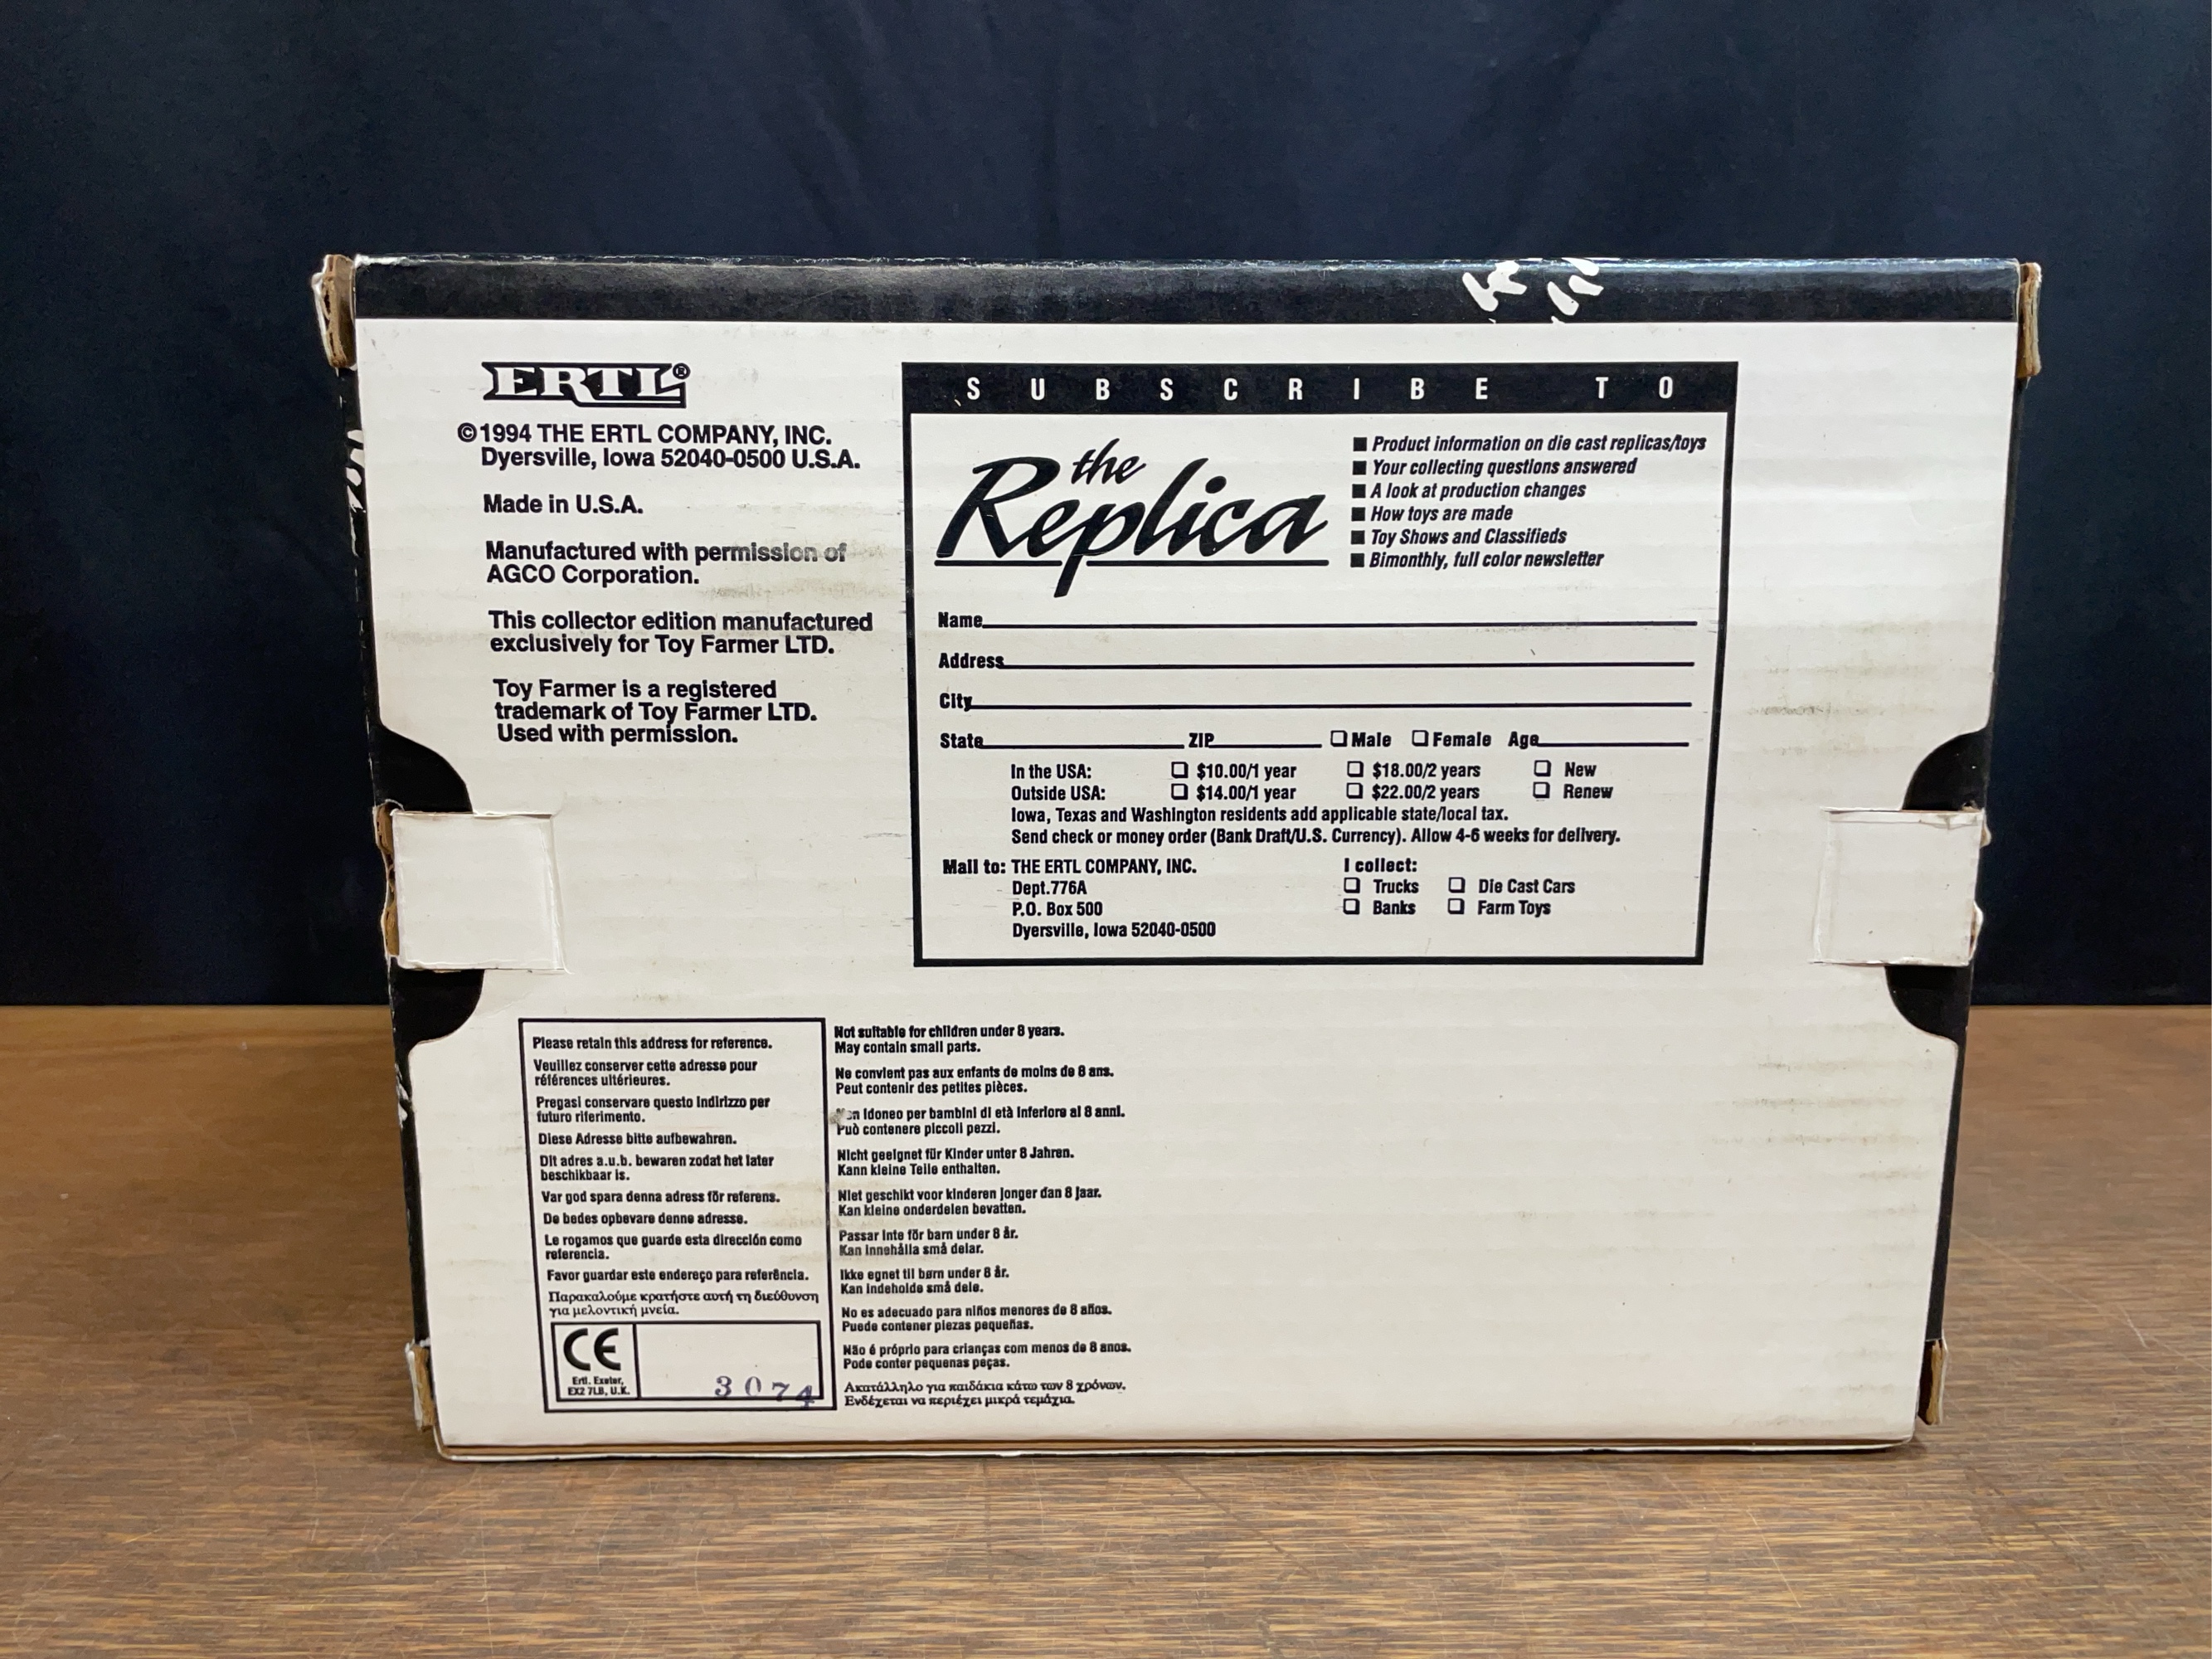 ERTL®
©1994 THE ERTL COMPANY, INC.
Dyersville, Iowa 52040-0500 U.S.A.
Made in U.S.A.
Manufactured with permission of
AGCO Corporation.
This collector edition manufactured
exclusively for Toy Farmer LTD.
Toy Farmer is a registered
trademark of Toy Farmer LTD.
Used with permission.
SUBSCRIBE TO
the
Replica
■ Product information on die cast replicas/toys
■ Your collecting questions answered
■ A look at production changes
■ How toys are made
■ Toy Shows and Classifieds
■ Bimonthly, full color newsletter
Name
Address
City
State ZIP ❏ Male ❏ Female Age
In the USA: ❏ $10.00/1 year ❏ $18.00/2 years ❏ New
Outside USA: ❏ $14.00/1 year ❏ $22.00/2 years ❏ Renew
Iowa, Texas and Washington residents add applicable state/local tax.
Send check or money order (Bank Draft/U.S. Currency). Allow 4-6 weeks for delivery.
Mail to: THE ERTL COMPANY, INC.
Dept.776A
P.O. Box 500
Dyersville, Iowa 52040-0500
I collect:
❏ Trucks ❏ Die Cast Cars
❏ Banks ❏ Farm Toys
Please retain this address for reference.
Veuillez conserver cette adresse pour
références ultérieures.
Pregasi conservare questo indirizzo per
futuro riferimento.
Diese Adresse bitte aufbewahren.
Dit adres a.u.b. bewaren zodat het later
beschikbaar is.
Var god spara denna adress för referens.
De bedes opbevare denne adresse.
Le rogamos que guarde esta dirección como
referencia.
Favor guardar este endereço para referência.
Παρακαλούμε κρατήστε αυτή τη διεύθυνση
για μελοντική μνεία.
CE
Ertl. Exeter,
EX2 7LB, U.K.
3074
Not suitable for children under 8 years.
May contain small parts.
Ne convient pas aux enfants de moins de 8 ans.
Peut contenir des petites pièces.
idoneo per bambini di età inferiore ai 8 anni.
Può contenere piccoli pezzi.
Nicht geeignet für Kinder unter 8 Jahren.
Kann kleine Teile enthalten.
Niet geschikt voor kinderen jonger dan 8 jaar.
Kan kleine onderdelen bevatten.
Passar inte för barn under 8 år.
Kan innehålla små delar.
Ikke egnet til børn under 8 år.
Kan indeholde små dele.
No es adecuado para niños menores de 8 años.
Puede contener piezas pequeñas.
Não é próprio para crianças com menos de 8 anos.
Pode conter pequenas peças.
Ακατάλληλο για παιδάκια κάτω των 8 χρόνων.
Ενδέχεται να περιέχει μικρά τεμάχια.